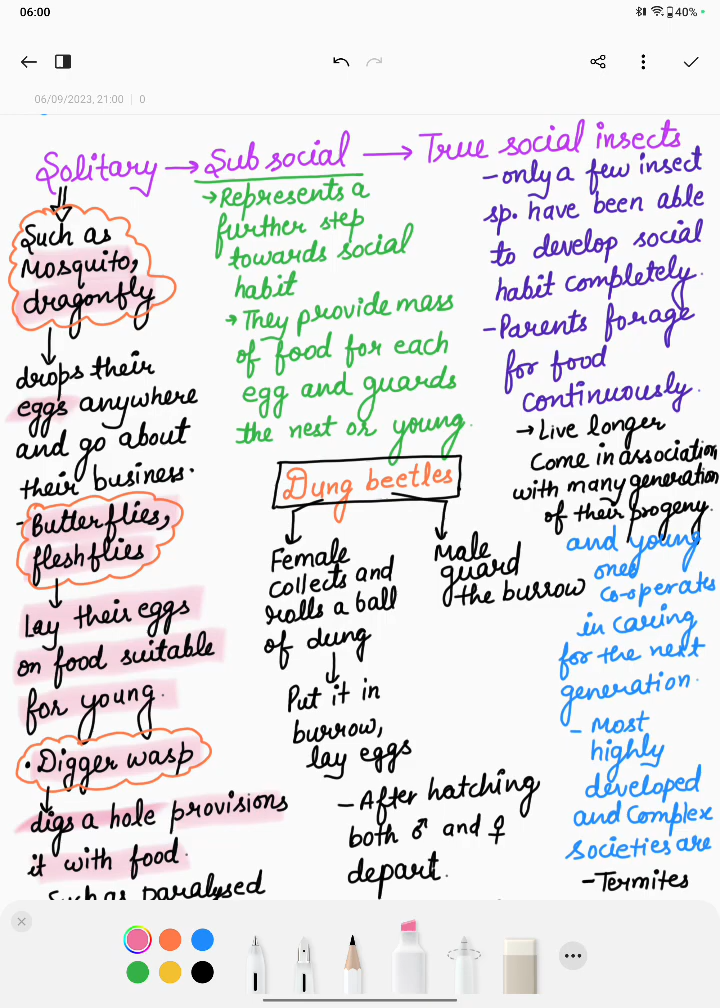 06:00
40%
06/09/2023, 21:00 | 0
Solitary → Sub social → True social insects
Such as
Mosquito,
dragonfly
drops their
eggs anywhere
and go about
their business.
- Butterflies,
fleshflies
Lay their eggs
on food suitable
for young.
• Digger wasp
digs a hole provisions
it with food.
Such as paralysed
→ Represents a
further step
towards social
habit
→ They provide mass
of food for each
egg and guards
the nest or young.
Dung beetles
Female
collects and
rolls a ball
of dung
Put it in
burrow,
lay eggs
Male
guard
the burrow
- After hatching
both ♂ and ♀
depart.
- only a few insect
sp. have been able
to develop social
habit completely.
- Parents forage
for food
continuously.
→ Live longer
Come in association
with many generation
of their progeny.
and young
ones
co-operats
in caring
for the next
generation.
- Most
highly
developed
and Complex
societies are
- Termites